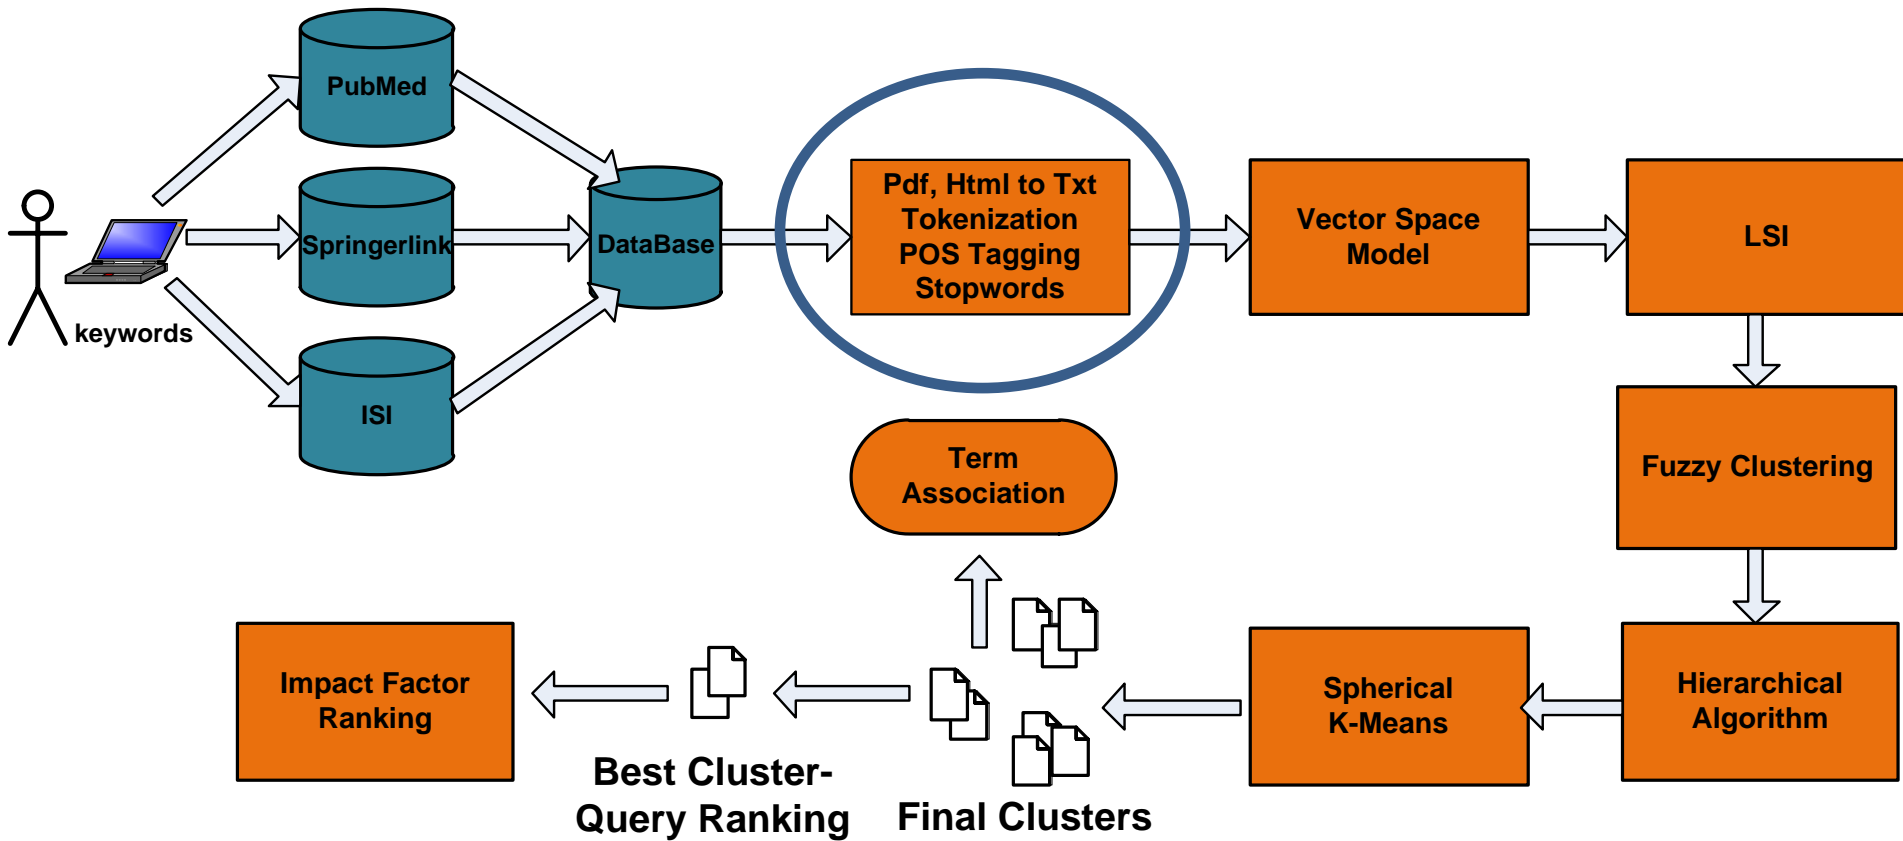 PubMed
Springerlink
ISI
keywords
DataBase
Pdf, Html to Txt
Tokenization
POS Tagging
Stopwords
Vector Space
Model
LSI
Fuzzy Clustering
Hierarchical
Algorithm
Spherical
K-Means
Term
Association
Final Clusters
Best Cluster-
Query Ranking
Impact Factor
Ranking